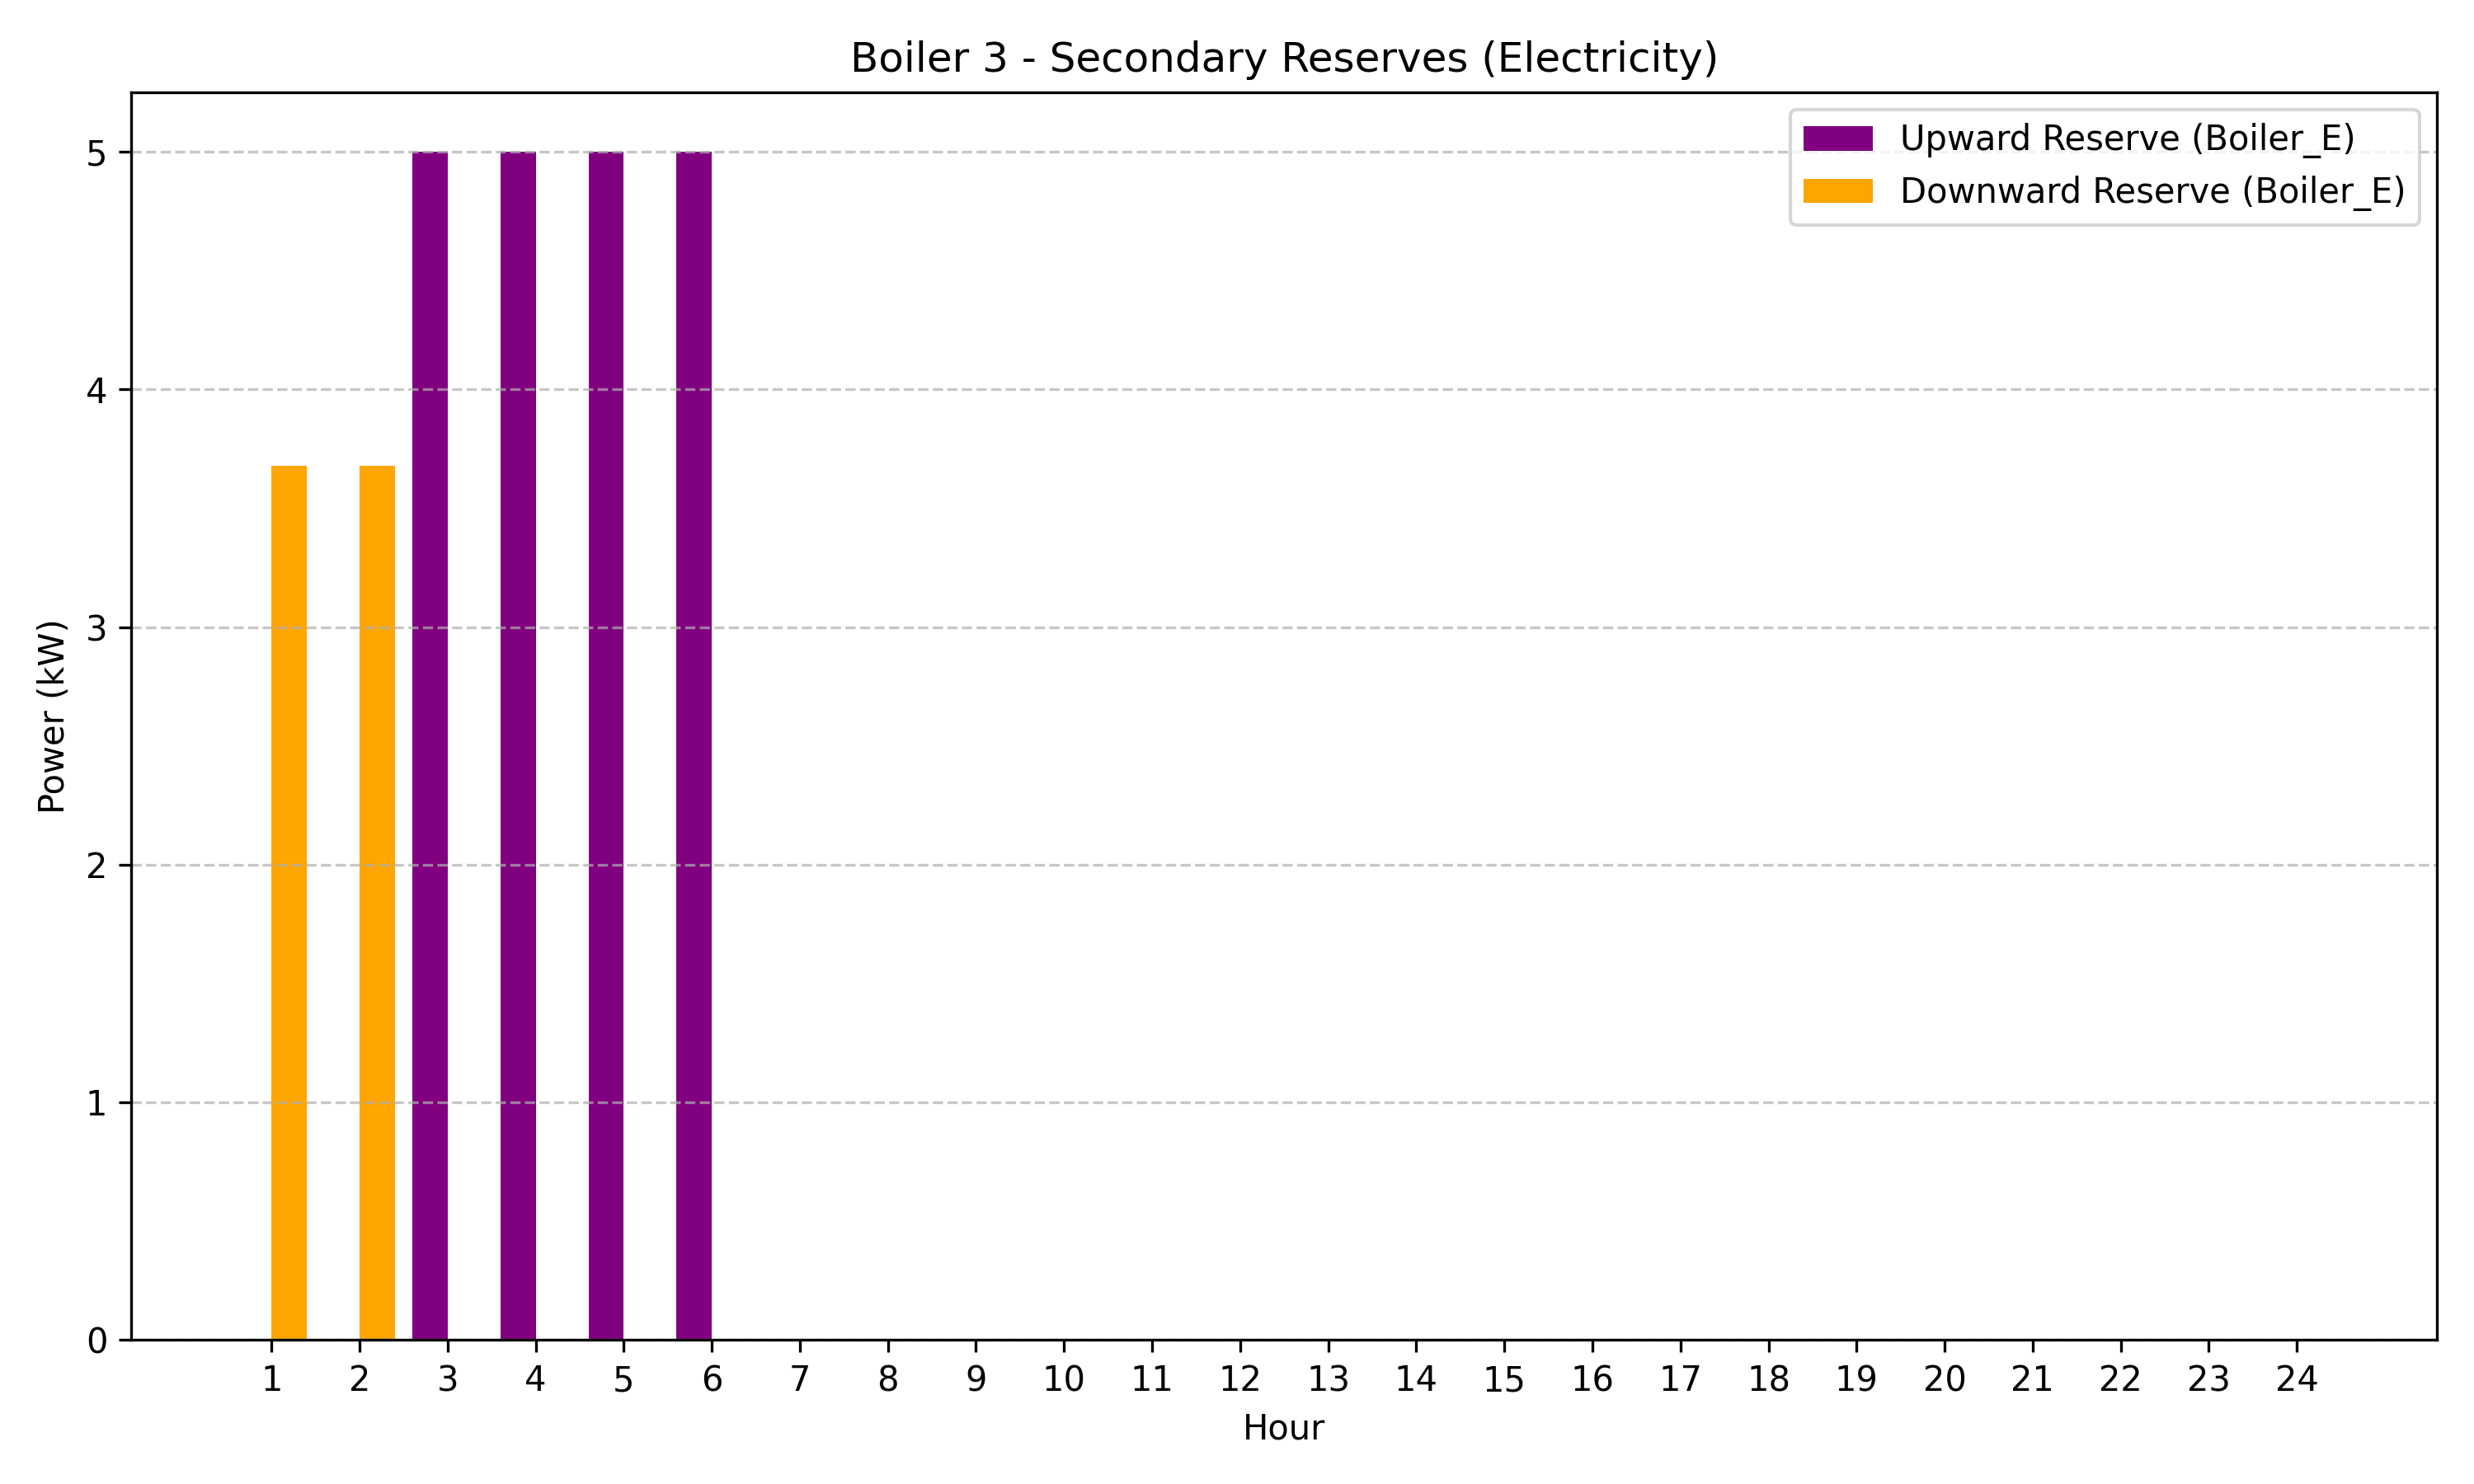 Boiler 3 - Secondary Reserves (Electricity)
Upward Reserve (Boiler_E)
Downward Reserve (Boiler_E)
Power (kW)
5
4
3
2
1
0
1 2 3 4 5 6 7 8 9 10 11 12 13 14 15 16 17 18 19 20 21 22 23 24
Hour